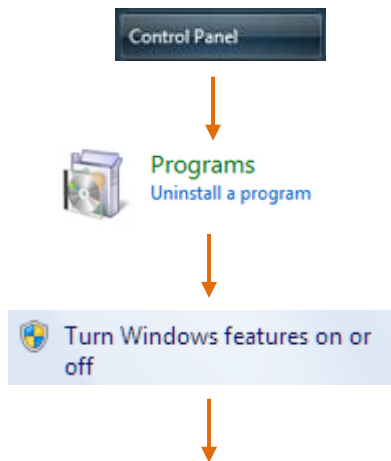 Control Panel
Programs
Uninstall a program
Turn Windows features on or
off